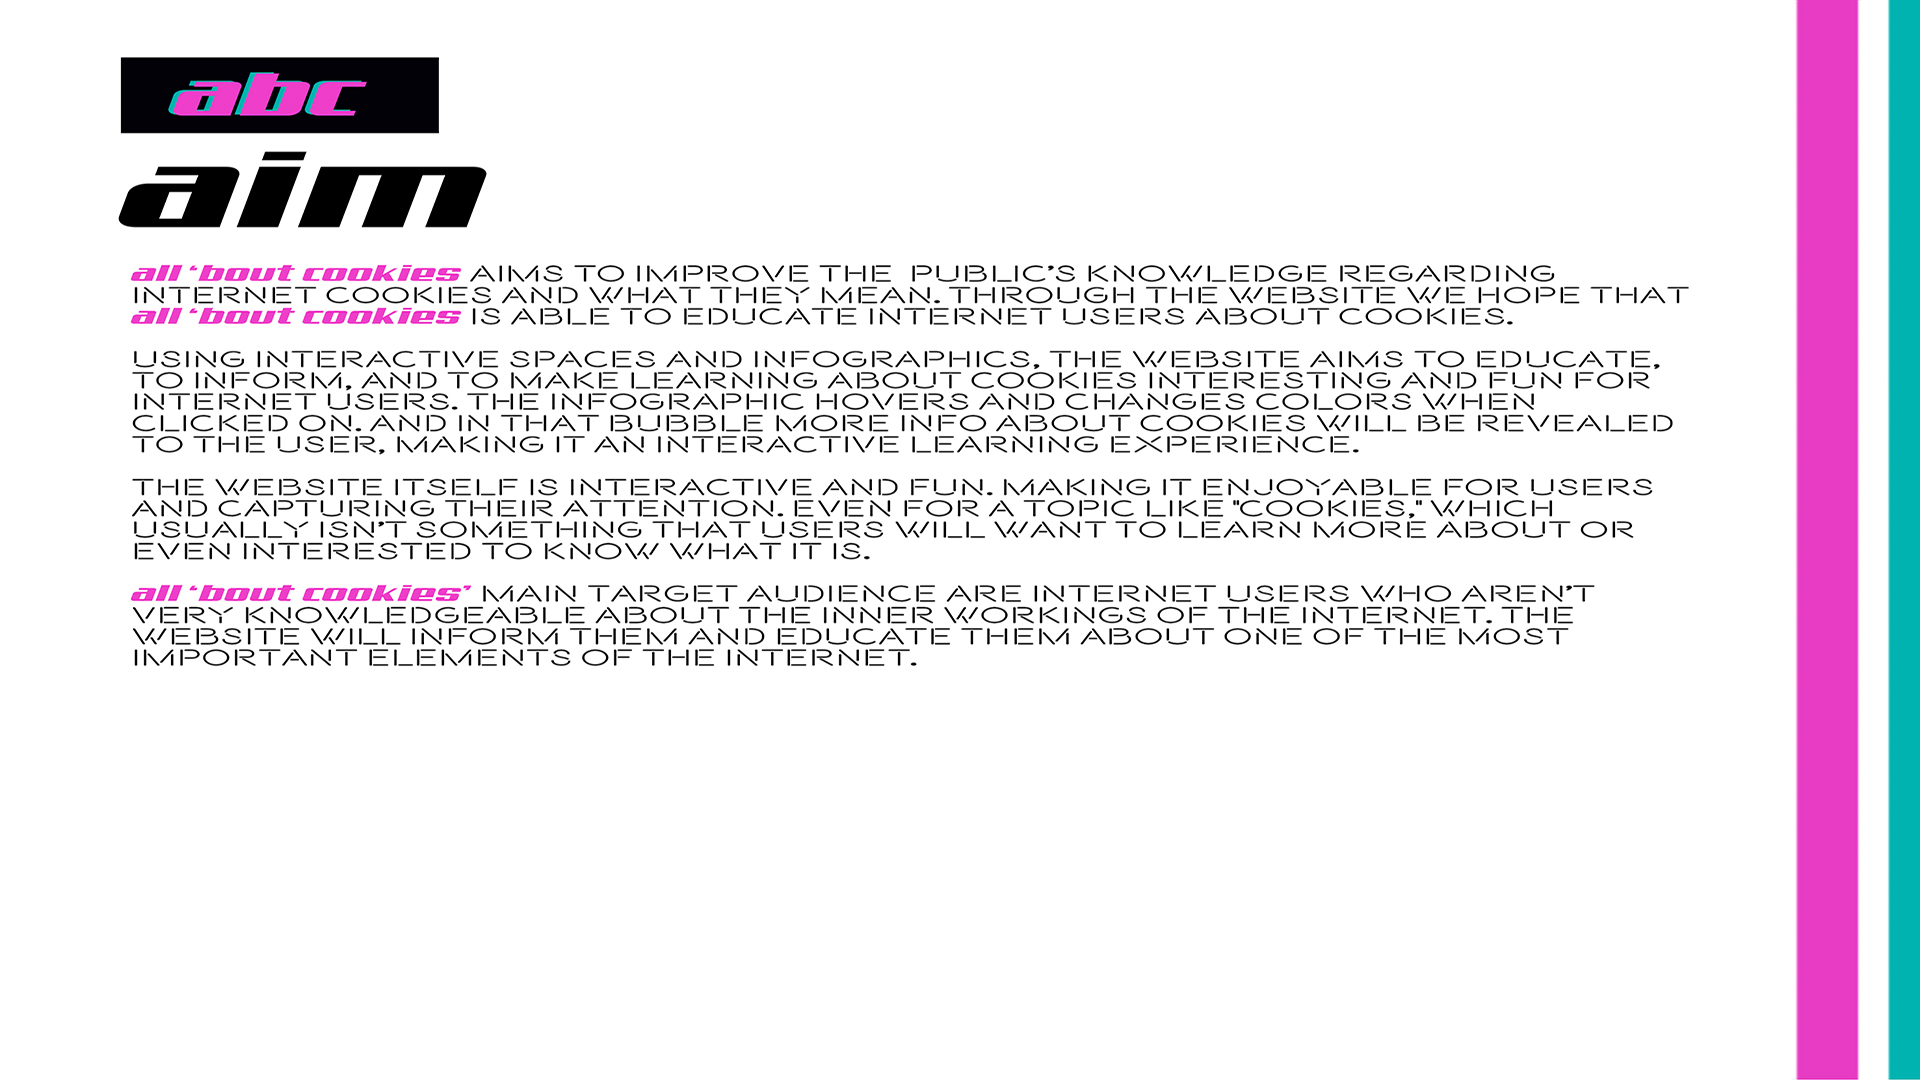 abc
aim
all ‘bout cookies AIMS TO IMPROVE THE PUBLIC’S KNOWLEDGE REGARDING
INTERNET COOKIES AND WHAT THEY MEAN. THROUGH THE WEBSITE WE HOPE THAT
all ‘bout cookies IS ABLE TO EDUCATE INTERNET USERS ABOUT COOKIES.
USING INTERACTIVE SPACES AND INFOGRAPHICS, THE WEBSITE AIMS TO EDUCATE,
TO INFORM, AND TO MAKE LEARNING ABOUT COOKIES INTERESTING AND FUN FOR
INTERNET USERS. THE INFOGRAPHIC HOVERS AND CHANGES COLORS WHEN
CLICKED ON. AND IN THAT BUBBLE MORE INFO ABOUT COOKIES WILL BE REVEALED
TO THE USER, MAKING IT AN INTERACTIVE LEARNING EXPERIENCE.
THE WEBSITE ITSELF IS INTERACTIVE AND FUN. MAKING IT ENJOYABLE FOR USERS
AND CAPTURING THEIR ATTENTION. EVEN FOR A TOPIC LIKE "COOKIES," WHICH
USUALLY ISN’T SOMETHING THAT USERS WILL WANT TO LEARN MORE ABOUT OR
EVEN INTERESTED TO KNOW WHAT IT IS.
all ‘bout cookies’ MAIN TARGET AUDIENCE ARE INTERNET USERS WHO AREN’T
VERY KNOWLEDGEABLE ABOUT THE INNER WORKINGS OF THE INTERNET. THE
WEBSITE WILL INFORM THEM AND EDUCATE THEM ABOUT ONE OF THE MOST
IMPORTANT ELEMENTS OF THE INTERNET.